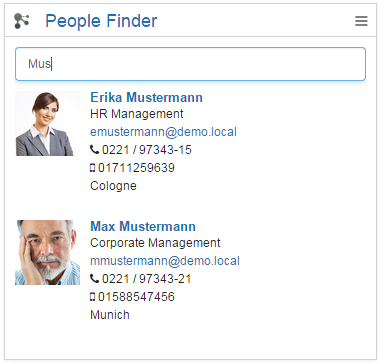 People Finder
Mus
Erika Mustermann
HR Management
emustermann@demo.local
0221 / 97343-15
01711259639
Cologne
Max Mustermann
Corporate Management
mmustermann@demo.local
0221 / 97343-21
01588547456
Munich